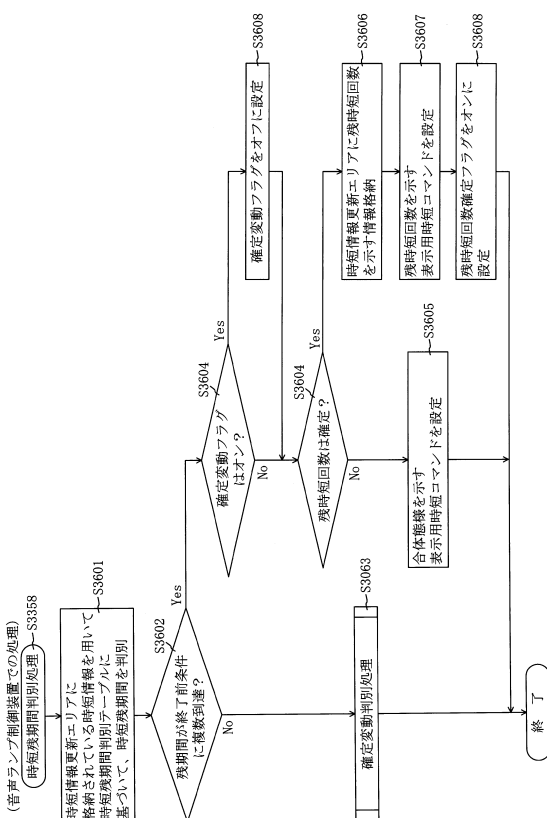 (音声ランプ制御装置での処理)
時短残期間判別処理
S3358
時短情報更新エリアに
格納されている時短情報を用いて
時短残期間判別テーブルに
基づいて、時短残期間を判別
S3601
残期間が終了前条件
に複数到達?
S3602
Yes
No
確定変動フラグ
はオン?
S3604
Yes
No
確定変動フラグをオフに設定
S3608
残時短回数は確定?
S3604
Yes
No
時短情報更新エリアに残時短回数
を示す情報格納
S3606
残時短回数を示す
表示用時短コマンドを設定
S3607
残時短回数確定フラグをオンに
設定
S3608
合体態様を示す
表示用時短コマンドを設定
S3605
確定変動判別処理
S3063
終 了